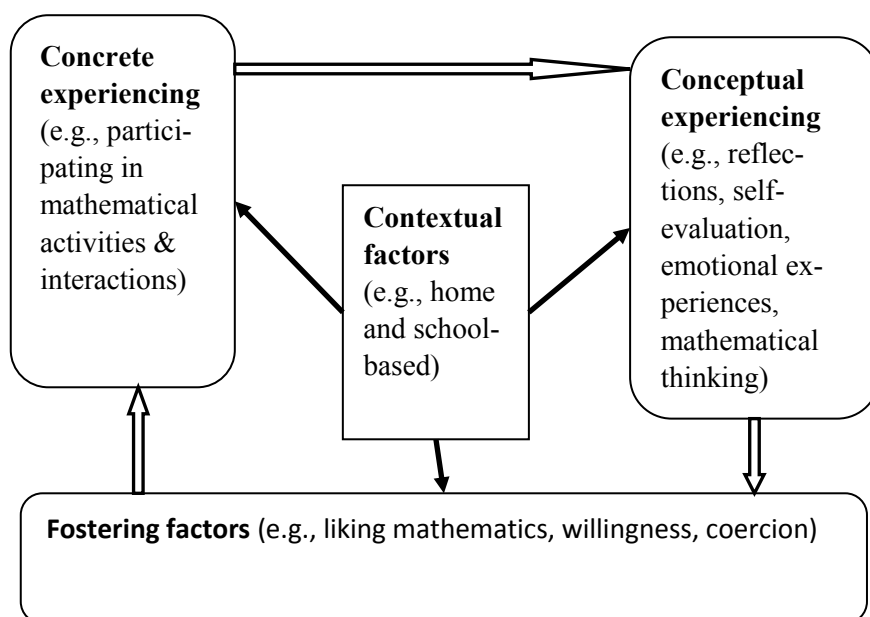 Concrete
experiencing
(e.g., partici-
pating in
mathematical
activities &
interactions)
Contextual
factors
(e.g., home
and school-
based)
Conceptual
experiencing
(e.g., reflec-
tions, self-
evaluation,
emotional ex-
periences,
mathematical
thinking)
Fostering factors (e.g., liking mathematics, willingness, coercion)